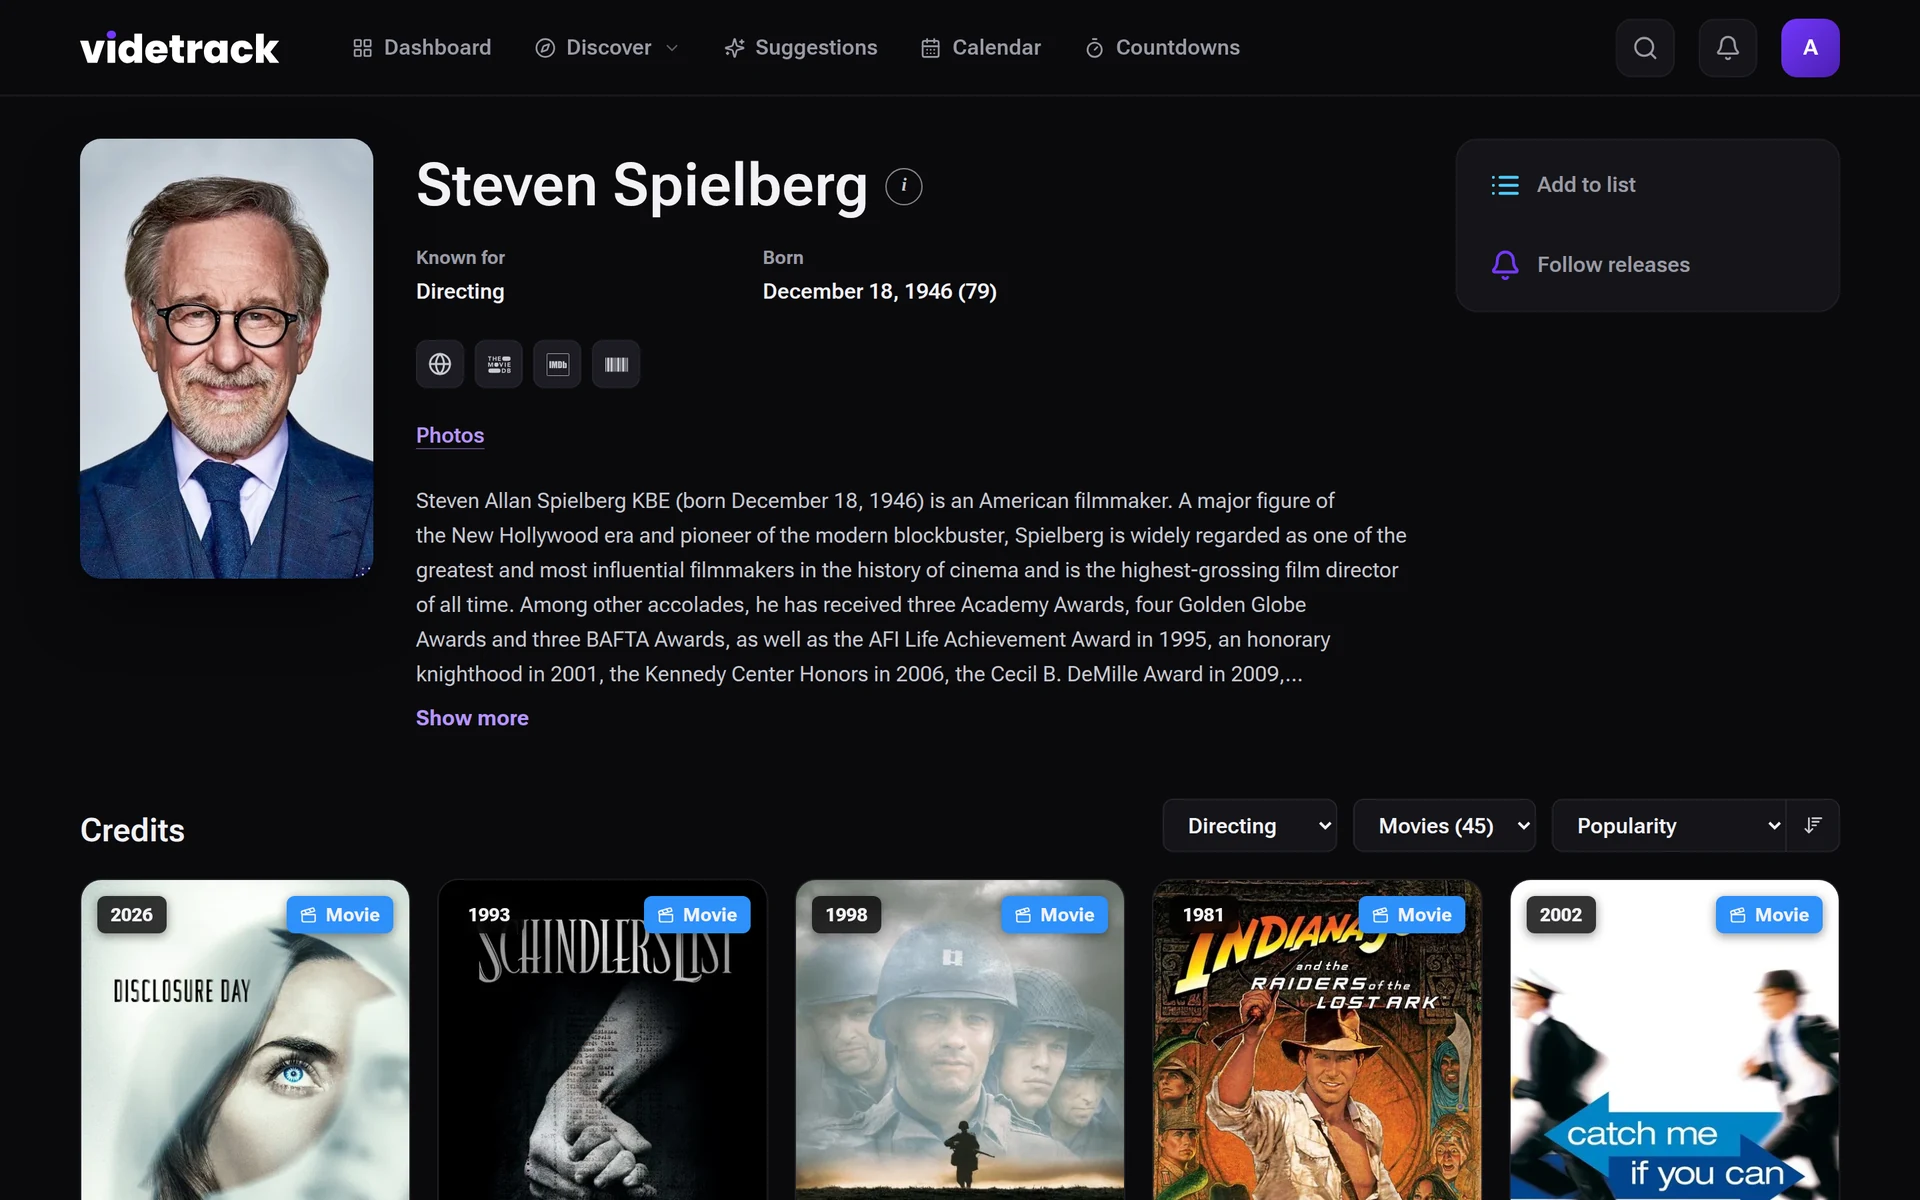 videtrack
Dashboard
Discover
Suggestions
Calendar
Countdowns
A
Steven Spielberg
i
Known for
Directing
Born
December 18, 1946 (79)
THE MOVIE DB
IMDb
Photos
Steven Allan Spielberg KBE (born December 18, 1946) is an American filmmaker. A major figure of
the New Hollywood era and pioneer of the modern blockbuster, Spielberg is widely regarded as one of the
greatest and most influential filmmakers in the history of cinema and is the highest-grossing film director
of all time. Among other accolades, he has received three Academy Awards, four Golden Globe
Awards and three BAFTA Awards, as well as the AFI Life Achievement Award in 1995, an honorary
knighthood in 2001, the Kennedy Center Honors in 2006, the Cecil B. DeMille Award in 2009,...
Show more
Add to list
Follow releases
Credits
Directing
Movies (45)
Popularity
2026
Movie
DISCLOSURE DAY
1993
Movie
SCHINDLER'S LIST
1998
Movie
1981
Movie
INDIANA
and the
RAIDERS of the
LOST ARK
2002
Movie
catch me
if you can